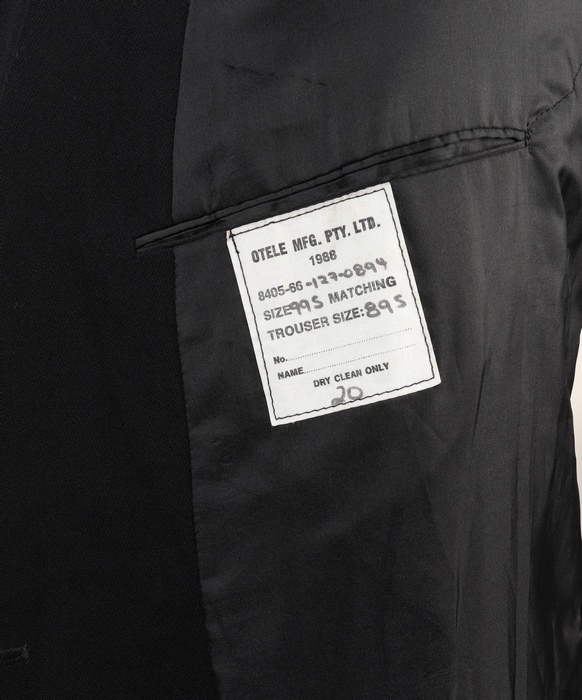 OTELE MFG. PTY. LTD.
1988
8405-66-127-0894
SIZE 99S MATCHING
TROUSER SIZE: 89S
No.
NAME
DRY CLEAN ONLY
20